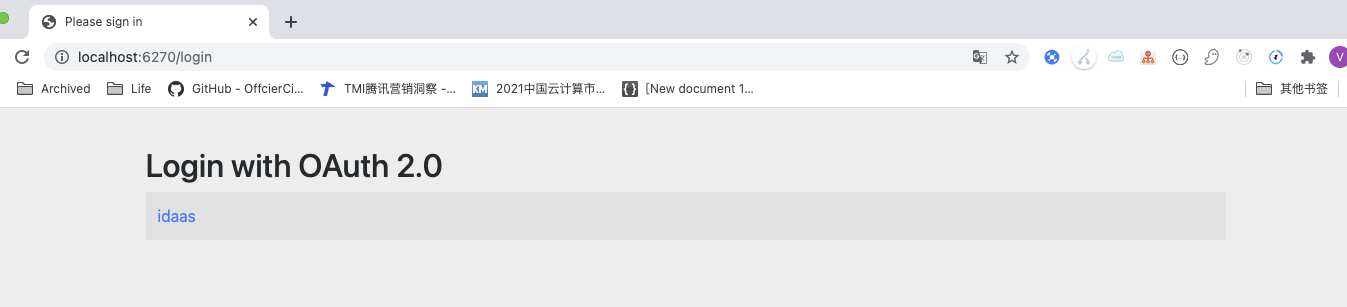 Please sign in
localhost:6270/login
Archived Life GitHub - OffcierCi... TMI腾讯营销洞察 -... KM 2021中国云计算市... [New document 1... 其他书签
V
Login with OAuth 2.0
idaas